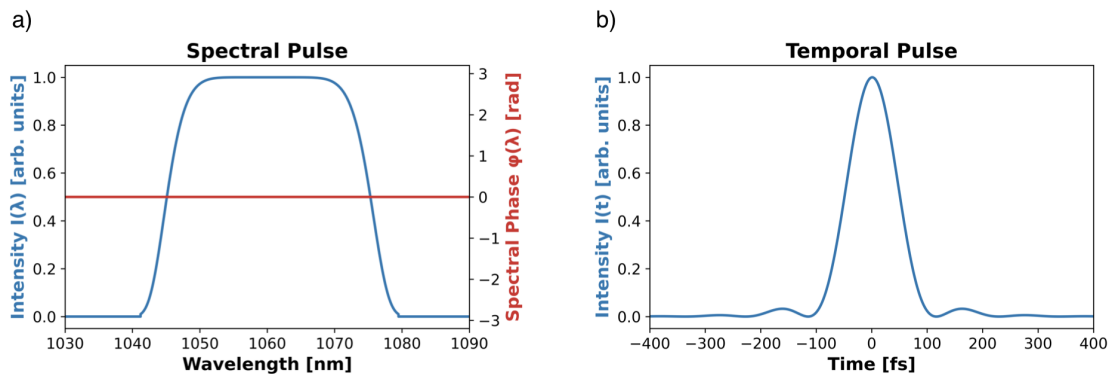 a)
Spectral Pulse
Intensity I(λ) [arb. units]
1.0
0.8
0.6
0.4
0.2
0.0
3
2
1
0
−1
−2
−3
Spectral Phase φ(λ) [rad]
1030 1040 1050 1060 1070 1080 1090
Wavelength [nm]
b)
Temporal Pulse
Intensity I(t) [arb. units]
1.0
0.8
0.6
0.4
0.2
0.0
−400 −300 −200 −100 0 100 200 300 400
Time [fs]